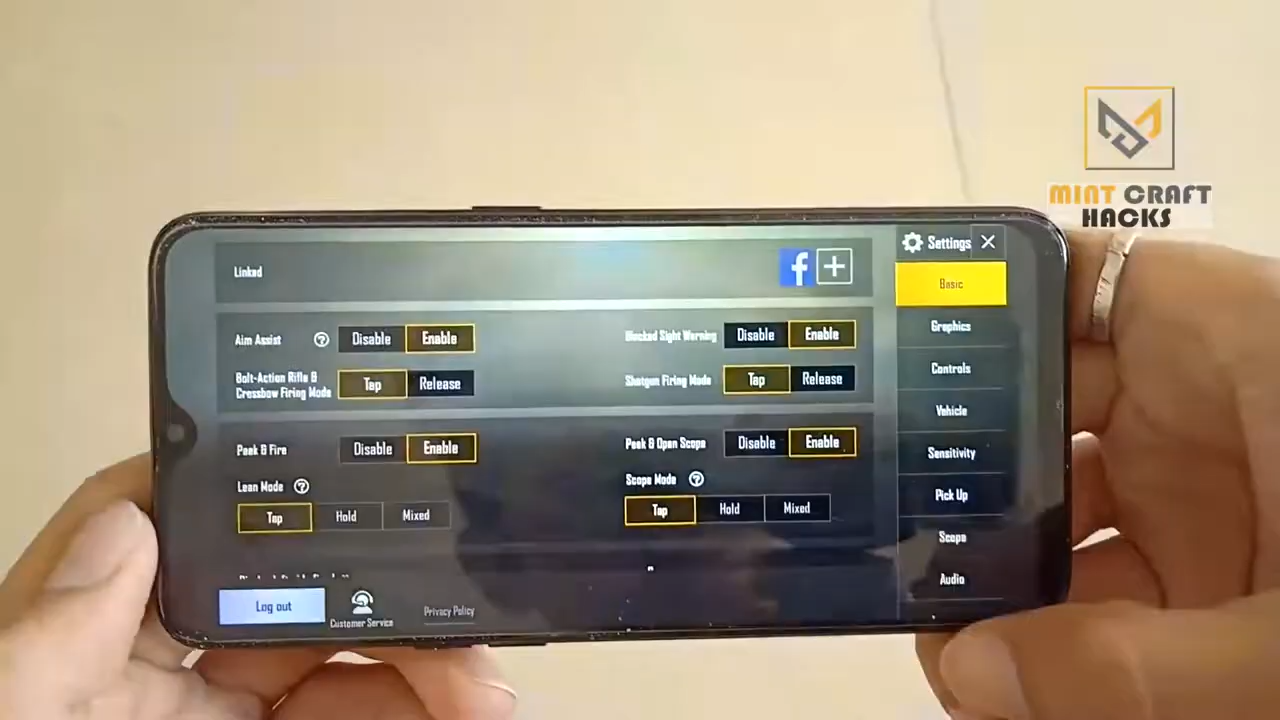 MINT CRAFT
HACKS
Settings
Linked
Basic
Graphics
Controls
Vehicle
Sensitivity
Pick Up
Scope
Audio
Aim Assist ? Disable Enable
Blocked Sight Warning Disable Enable
Bolt-Action Rifle &
Crossbow Firing Mode Tap Release
Shotgun Firing Mode Tap Release
Peek & Fire Disable Enable
Peek & Open Scope Disable Enable
Lean Mode ?
Tap Hold Mixed
Scope Mode ?
Tap Hold Mixed
Log out
Customer Service
Privacy Policy